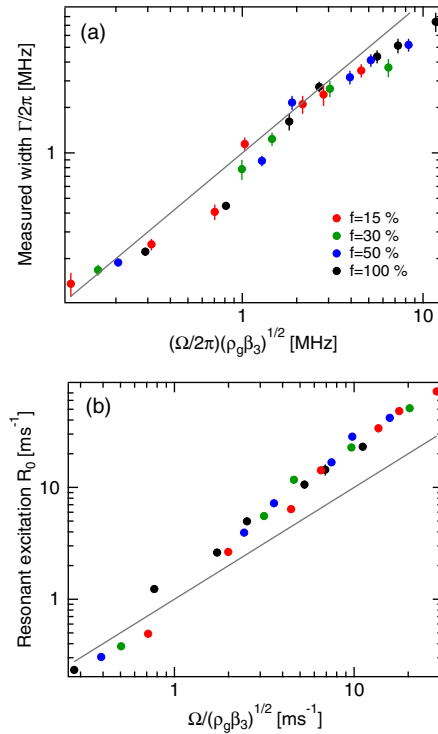 (a)
Measured width Γ/2π [MHz]
1
f=15 %
f=30 %
f=50 %
f=100 %
1
10
(Ω/2π)(ρgβ3)^1/2 [MHz]
(b)
Resonant excitation R0 [ms-1]
10
1
1
10
Ω/(ρgβ3)^1/2 [ms-1]